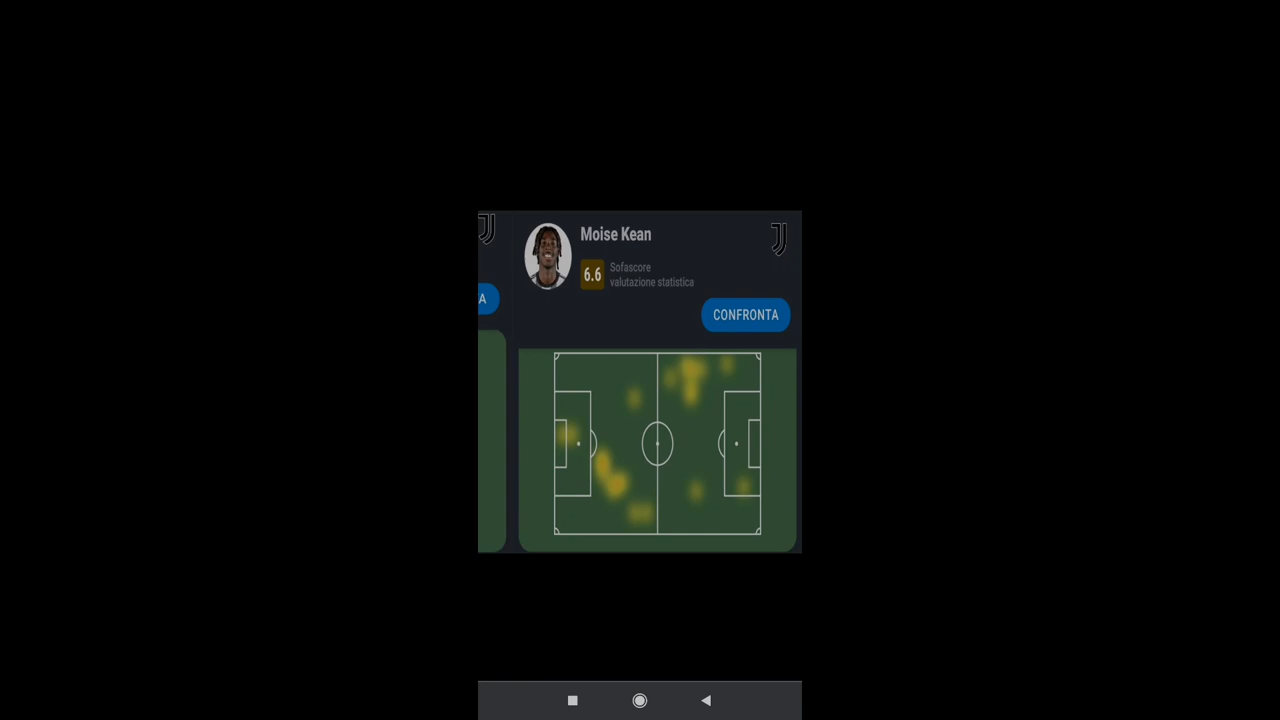 Moise Kean
6.6
Sofascore
valutazione statistica
A
CONFRONTA